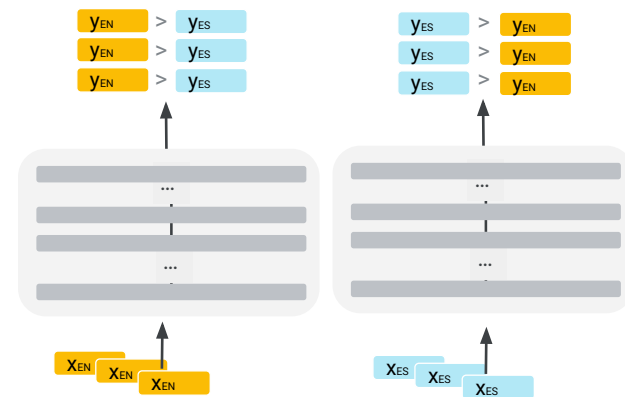 yEN > yES
yEN > yES
yEN > yES
...
...
xEN
xEN
xEN
yES > yEN
yES > yEN
yES > yEN
...
...
xES
xES
xES